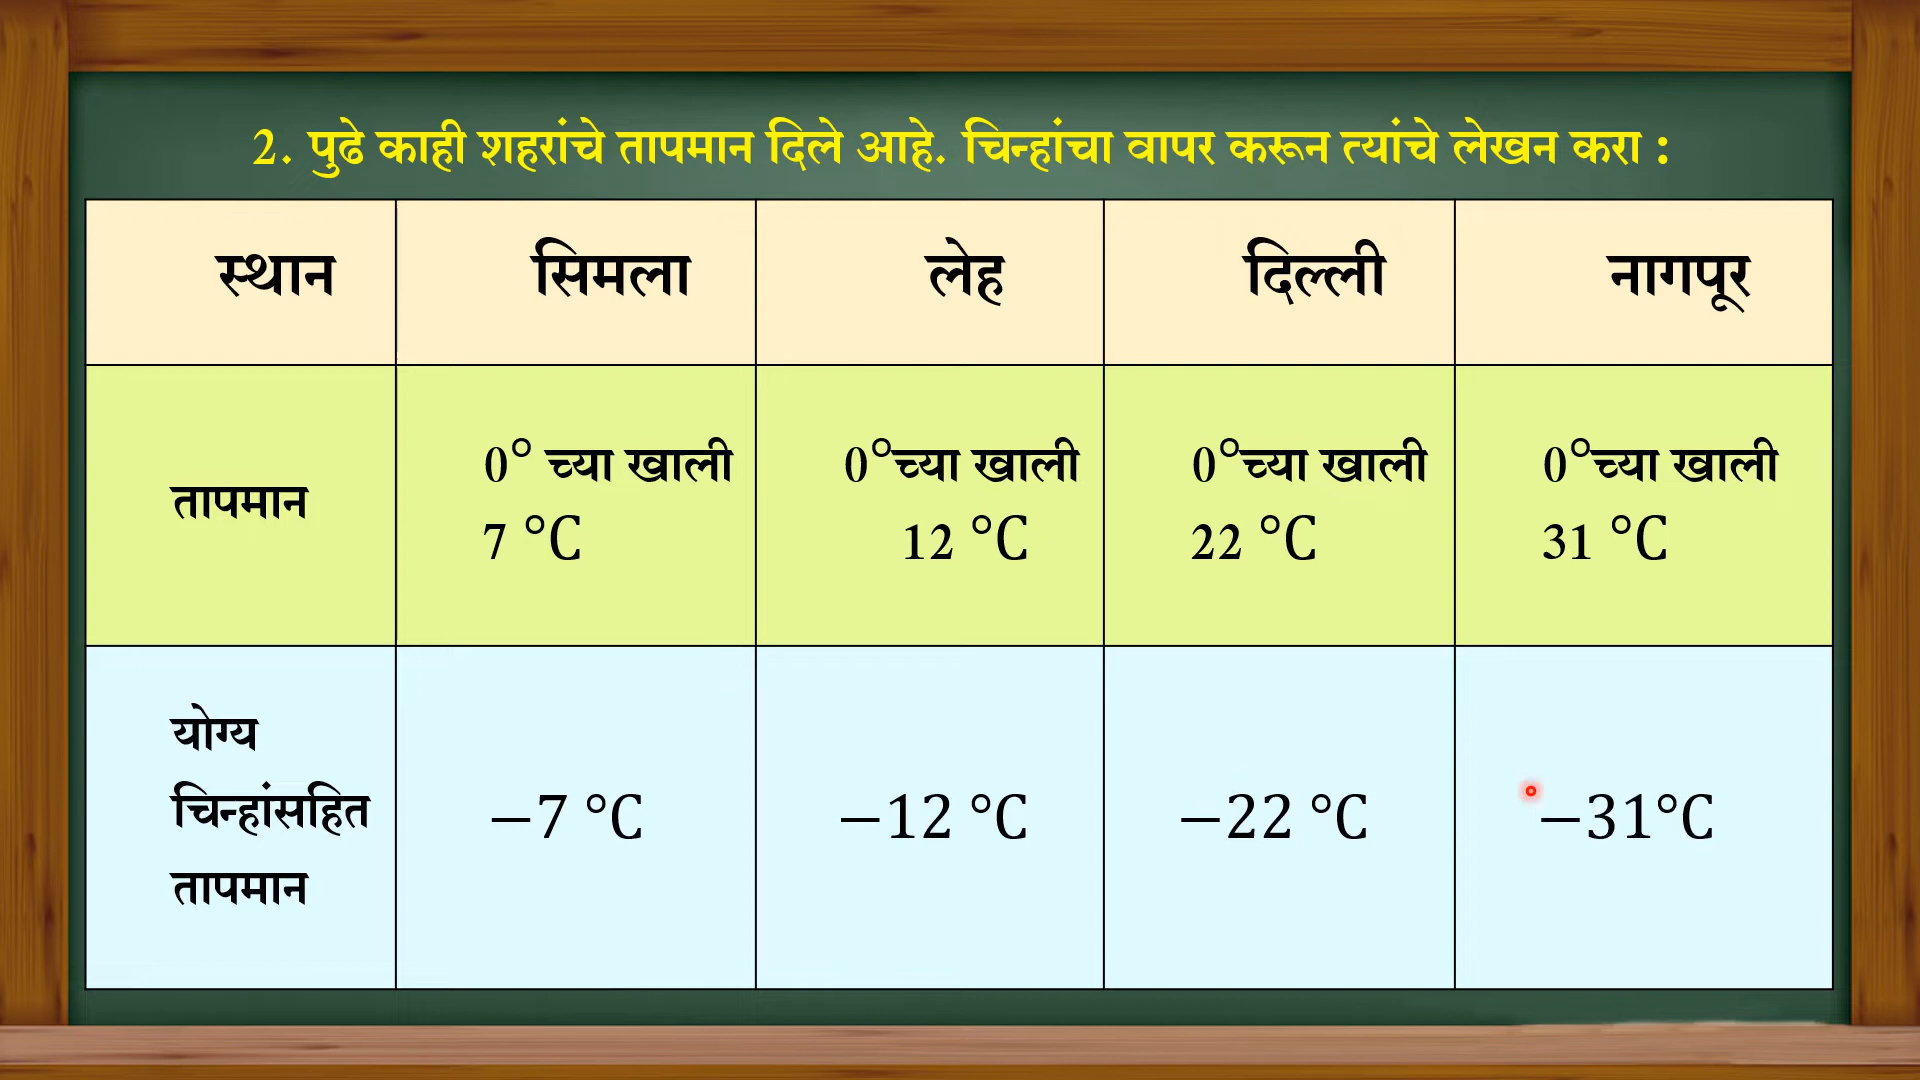 2. पुढे काही शहरांचे तापमान दिले आहे. चिन्हांचा वापर करून त्यांचे लेखन करा :
स्थान सिमला लेह दिल्ली नागपूर
तापमान
0° च्या खाली
7 °C
0°च्या खाली
12 °C
0°च्या खाली
22 °C
0°च्या खाली
31 °C
योग्य
चिन्हांसहित
तापमान
−7 °C −12 °C −22 °C −31°C